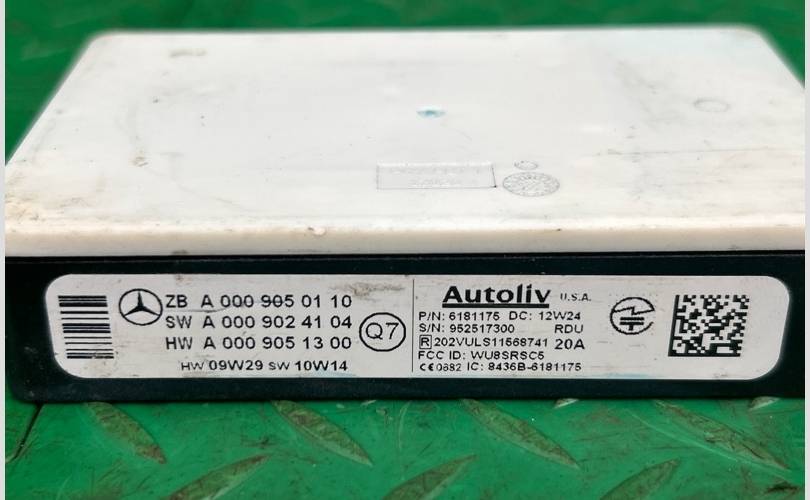 ZB A 000 905 01 10
SW A 000 902 41 04
HW A 000 905 13 00
Q7
HW 09W29 SW 10W14
Autoliv U.S.A.
P/N: 6181175 DC: 12W24
S/N: 952517300 RDU
R 202VULS11568741 20A
FCC ID: WU8SRSC5
CE0682 IC: 8436B-6181175